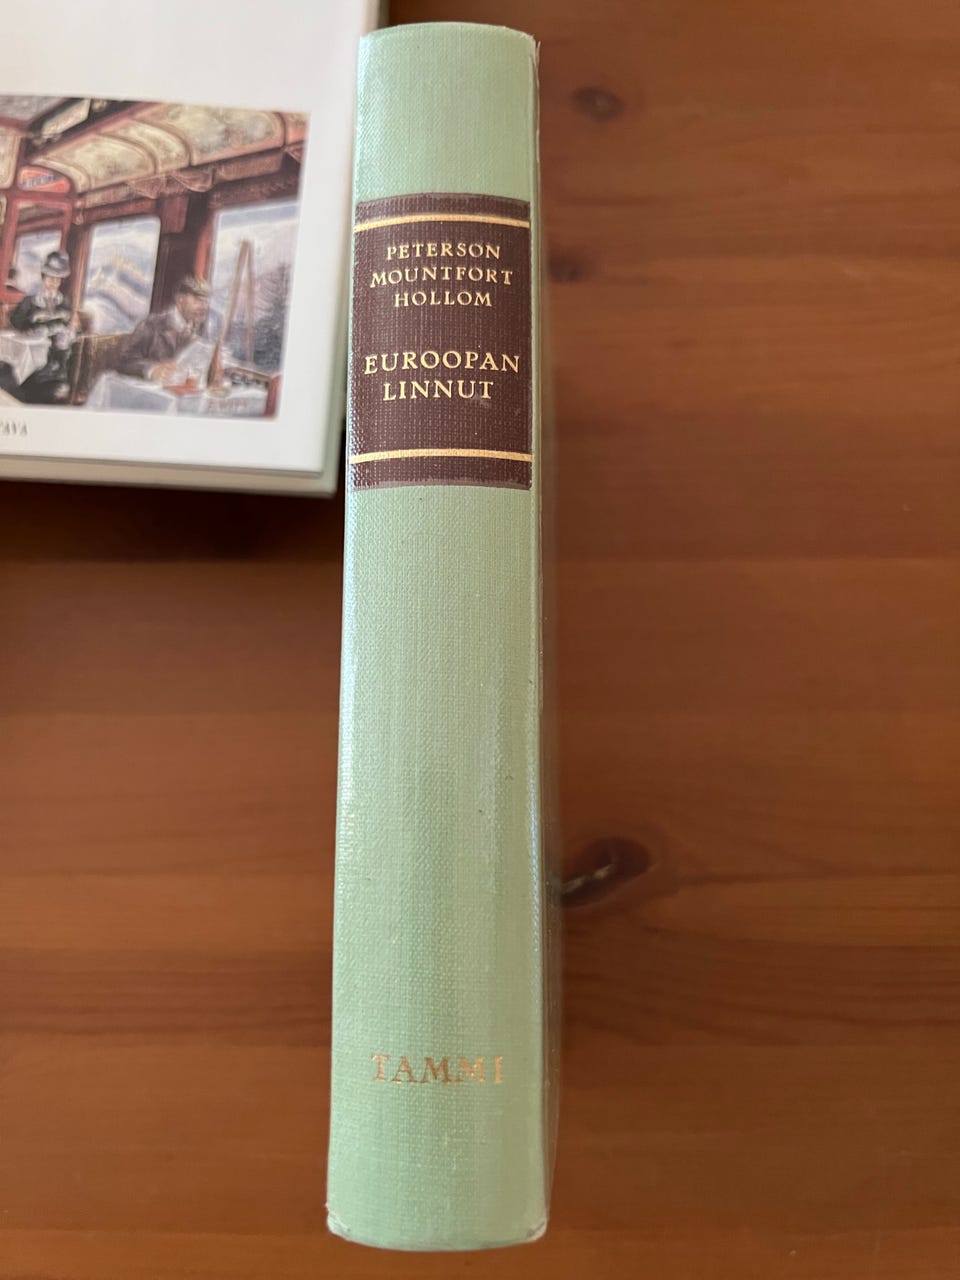 PETERSON
MOUNTFORT
HOLLOM
EUROOPAN
LINNUT
TAMMI